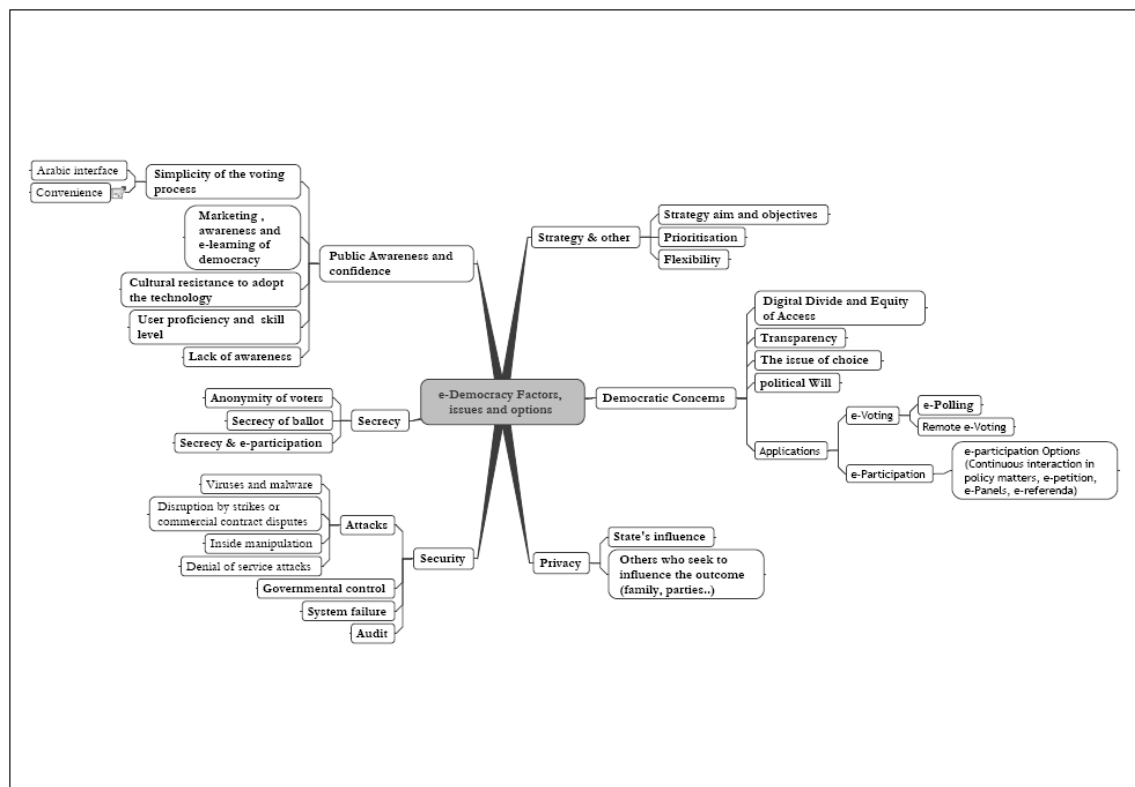 Arabic interface
Convenience
Simplicity of the voting
process
Marketing ,
awareness and
e-learning of
democracy
Cultural resistance to adopt
the technology
User proficiency and skill
level
Lack of awareness
Public Awareness and
confidence
Anonymity of voters
Secrecy of ballot
Secrecy & e-participation
Secrecy
Viruses and malware
Disruption by strikes or
commercial contract disputes
Inside manipulation
Denial of service attacks
Attacks
Governmental control
System failure
Audit
Security
e-Democracy Factors,
issues and options
Strategy & other
Strategy aim and objectives
Prioritisation
Flexibility
Democratic Concerns
Digital Divide and Equity
of Access
Transparency
The issue of choice
political Will
Applications
e-Voting
e-Polling
Remote e-Voting
e-Participation
e-participation Options
(Continuous interaction in
policy matters, e-petition,
e-Panels, e-referenda)
Privacy
State's influence
Others who seek to
influence the outcome
(family, parties..)